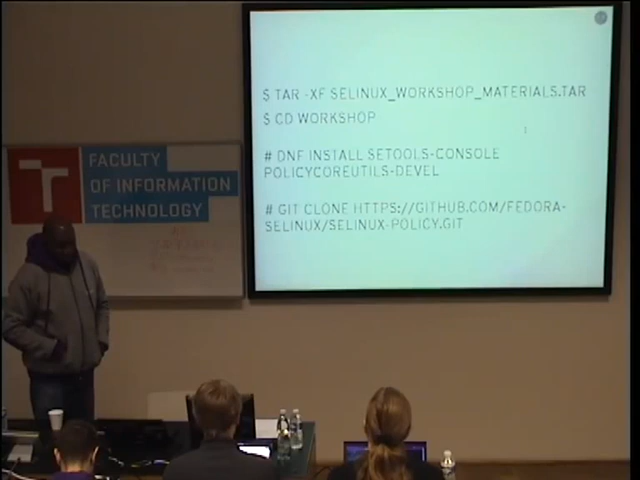 $ TAR -XF SELINUX_WORKSHOP_MATERIALS.TAR
$ CD WORKSHOP
# DNF INSTALL SETOOLS-CONSOLE
POLICYCOREUTILS-DEVEL
# GIT CLONE HTTPS://GITHUB.COM/FEDORA-
SELINUX/SELINUX-POLICY.GIT
FACULTY
OF INFORMATION
TECHNOLOGY